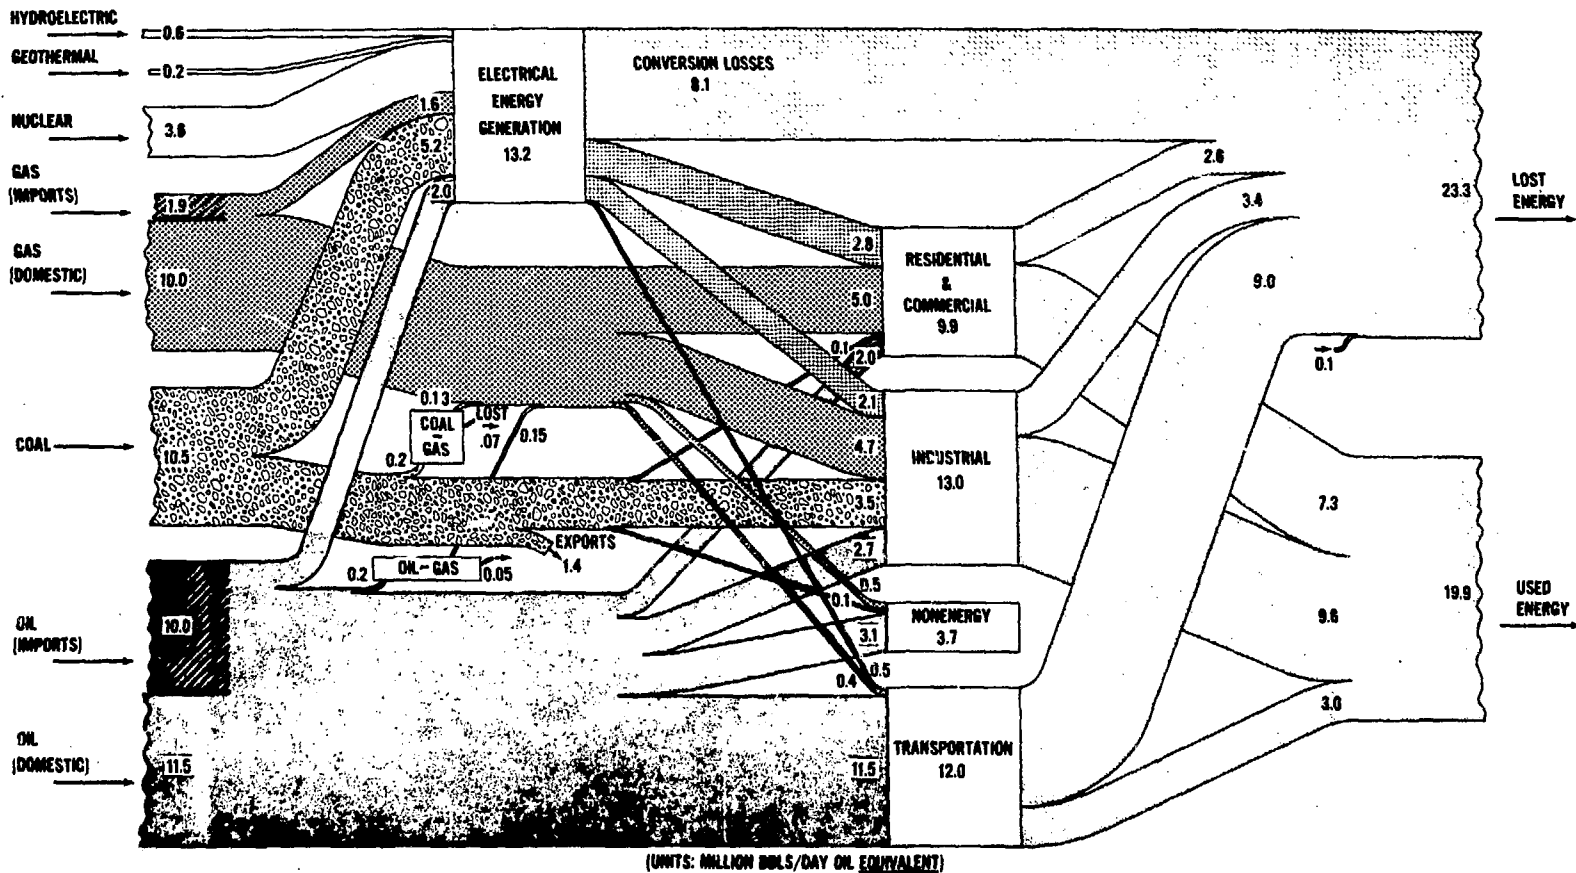 HYDROELECTRIC
0.6
GEOTHERMAL
0.2
NUCLEAR
3.6
GAS
(IMPORTS)
1.9
GAS
(DOMESTIC)
10.0
COAL
10.5
OIL
(IMPORTS)
10.0
OIL
(DOMESTIC)
11.5
1.6
5.2
2.0
ELECTRICAL
ENERGY
GENERATION
13.2
CONVERSION LOSSES
8.1
0.13
COAL
–
GAS
LOST
.07
0.15
0.2
EXPORTS
1.4
OIL–GAS
0.2
0.05
2.8
5.0
0.1
2.0
2.1
4.7
3.5
2.7
0.5
0.1
3.1
0.5
0.4
11.5
RESIDENTIAL
&
COMMERCIAL
9.9
INDUSTRIAL
13.0
NONENERGY
3.7
TRANSPORTATION
12.0
2.6
3.4
9.0
0.1
7.3
9.6
3.0
23.3
LOST
ENERGY
19.9
USED
ENERGY
(UNITS: MILLION BBLS/DAY OIL EQUIVALENT)